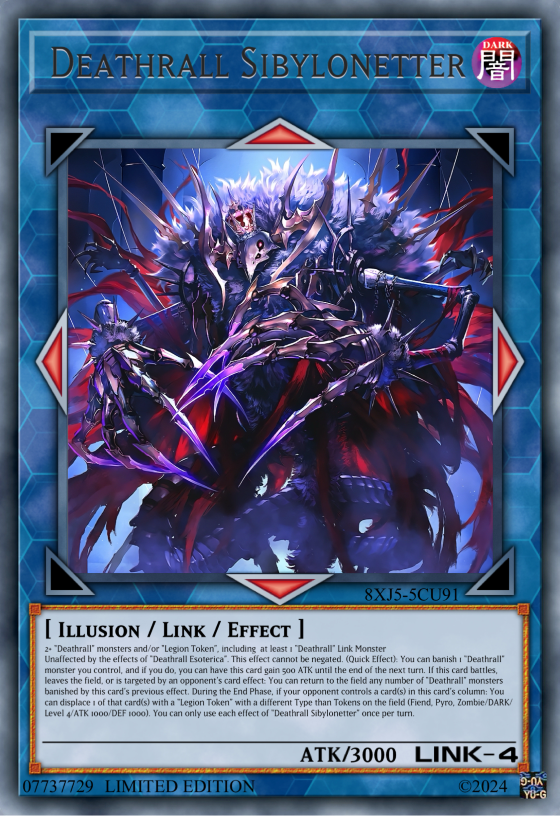 Deathrall Sibylonetter
DARK
闇
8XJ5-5CU91
[ Illusion / Link / Effect ]
2+ "Deathrall" monsters and/or "Legion Token", including at least 1 "Deathrall" Link Monster
Unaffected by the effects of "Deathrall Esoterica". This effect cannot be negated. (Quick Effect): You can banish 1 "Deathrall"
monster you control, and if you do, you can have this card gain 500 ATK until the end of the next turn. If this card battles,
leaves the field, or is targeted by an opponent's card effect: You can return to the field any number of "Deathrall" monsters
banished by this card's previous effect. During the End Phase, if your opponent controls a card(s) in this card's column: You
can displace 1 of that card(s) with a "Legion Token" with a different Type than Tokens on the field (Fiend, Pyro, Zombie/DARK/
Level 4/ATK 1000/DEF 1000). You can only use each effect of "Deathrall Sibylonetter" once per turn.
ATK/3000 LINK-4
07737729 LIMITED EDITION ©2024
YU-G
YU-G